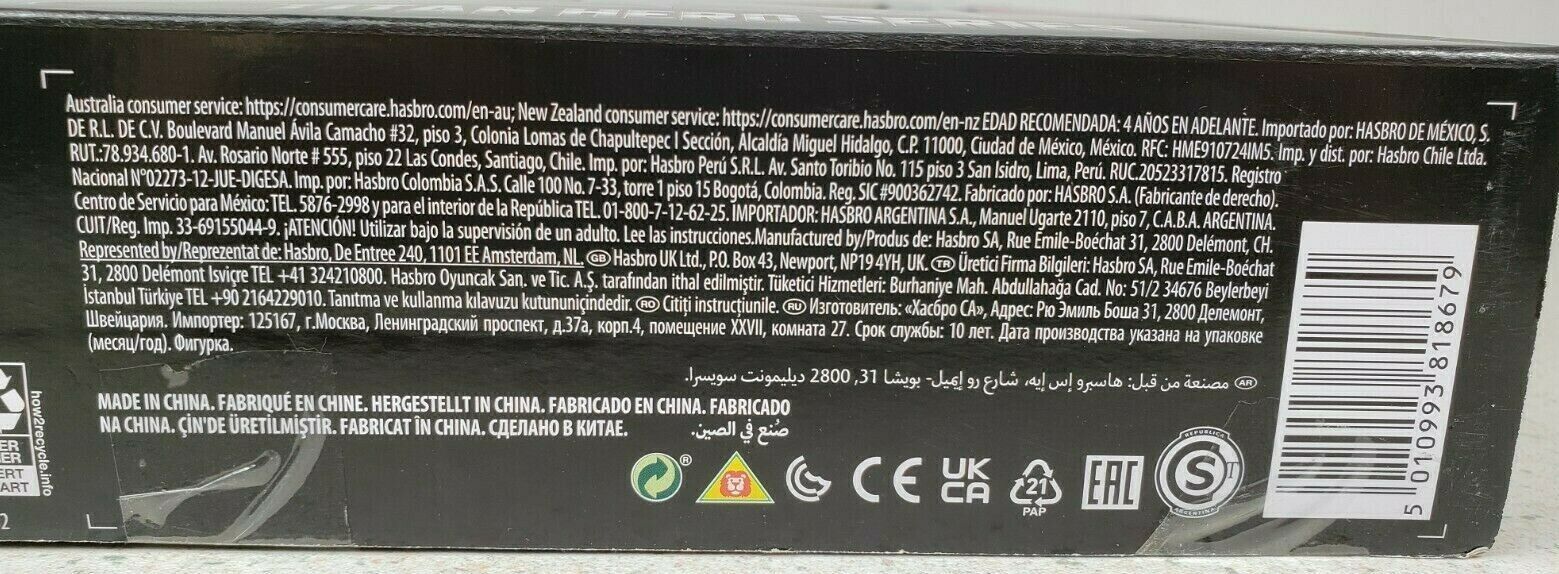 TITAN HERO SERIES
Australia consumer service: https://consumercare.hasbro.com/en-au; New Zealand consumer service: https://consumercare.hasbro.com/en-nz EDAD RECOMENDADA: 4 AÑOS EN ADELANTE. Importado por: HASBRO DE MÉXICO, S.
DE R.L. DE C.V. Boulevard Manuel Ávila Camacho #32, piso 3, Colonia Lomas de Chapultepec I Sección, Alcaldía Miguel Hidalgo, C.P. 11000, Ciudad de México, México. RFC: HME910724IM5. Imp. y dist. por: Hasbro Chile Ltda.
RUT.:78.934.680-1. Av. Rosario Norte # 555, piso 22 Las Condes, Santiago, Chile. Imp. por: Hasbro Perú S.R.L. Av. Santo Toribio No. 115 piso 3 San Isidro, Lima, Perú. RUC.20523317815. Registro
Nacional N°02273-12-JUE-DIGESA. Imp. por: Hasbro Colombia S.A.S. Calle 100 No. 7-33, torre 1 piso 15 Bogotá, Colombia. Reg. SIC #900362742. Fabricado por: HASBRO S.A. (Fabricante de derecho).
Centro de Servicio para México: TEL. 5876-2998 y para el interior de la República TEL. 01-800-7-12-62-25. IMPORTADOR: HASBRO ARGENTINA S.A., Manuel Ugarte 2110, piso 7, C.A.B.A. ARGENTINA.
CUIT/Reg. Imp. 33-69155044-9. ¡ATENCIÓN! Utilizar bajo la supervisión de un adulto. Lee las instrucciones.Manufactured by/Produs de: Hasbro SA, Rue Emile-Boéchat 31, 2800 Delémont, CH.
Represented by/Reprezentat de: Hasbro, De Entree 240, 1101 EE Amsterdam, NL. GB Hasbro UK Ltd., P.O. Box 43, Newport, NP19 4YH, UK. TR Üretici Firma Bilgileri: Hasbro SA, Rue Emile-Boéchat
31, 2800 Delémont İsviçre TEL +41 324210800. Hasbro Oyuncak San. ve Tic. A.Ş. tarafından ithal edilmiştir. Tüketici Hizmetleri: Burhaniye Mah. Abdullahağa Cad. No: 51/2 34676 Beylerbeyi
İstanbul Türkiye TEL +90 2164229010. Tanıtma ve kullanma kılavuzu kutununiçindedir. RO Citiți instrucțiunile. RU Изготовитель: «Хасбро СА», Адрес: Рю Эмиль Боша 31, 2800 Делемонт,
Швейцария. Импортер: 125167, г.Москва, Ленинградский проспект, д.37а, корп.4, помещение XXVII, комната 27. Срок службы: 10 лет. Дата производства указана на упаковке
(месяц/год). Фигурка.
AR مصنعة من قبل: هاسبرو إس إيه، شارع رو إيميل- بويشا 31, 2800 ديليمونت سويسرا.
MADE IN CHINA. FABRIQUÉ EN CHINE. HERGESTELLT IN CHINA. FABRICADO EN CHINA. FABRICADO
NA CHINA. ÇİN'DE ÜRETİLMİŞTİR. FABRICAT ÎN CHINA. СДЕЛАНО В КИТАЕ. صُنع في الصين.
how2recycle.info
® CE UK CA 21 PAP EAC REPUBLICA S T ARGENTINA
5 010993 818679